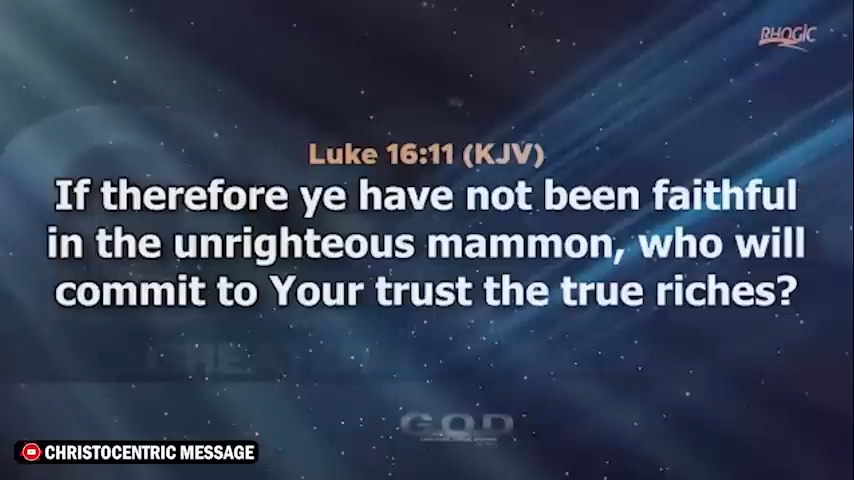 RHOGIC
Luke 16:11 (KJV)
If therefore ye have not been faithful
in the unrighteous mammon, who will
commit to Your trust the true riches?
G.O.D
CHRISTOCENTRIC MESSAGE